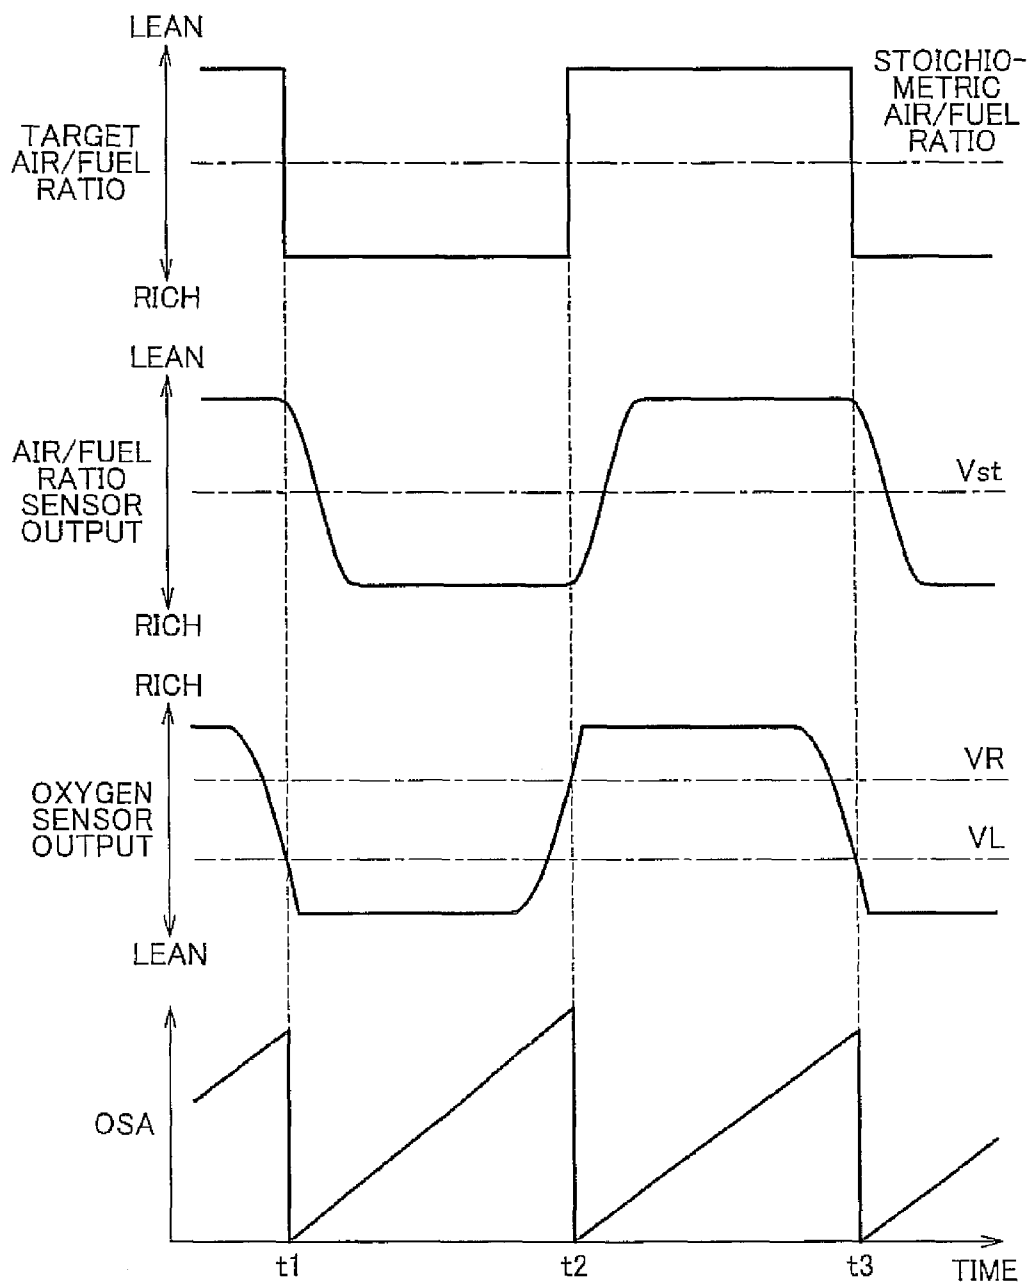 LEAN
STOICHIO-
METRIC
AIR/FUEL
RATIO
TARGET
AIR/FUEL
RATIO
RICH
LEAN
AIR/FUEL
RATIO
SENSOR
OUTPUT
Vst
RICH
RICH
VR
OXYGEN
SENSOR
OUTPUT
VL
LEAN
OSA
t1
t2
t3
TIME